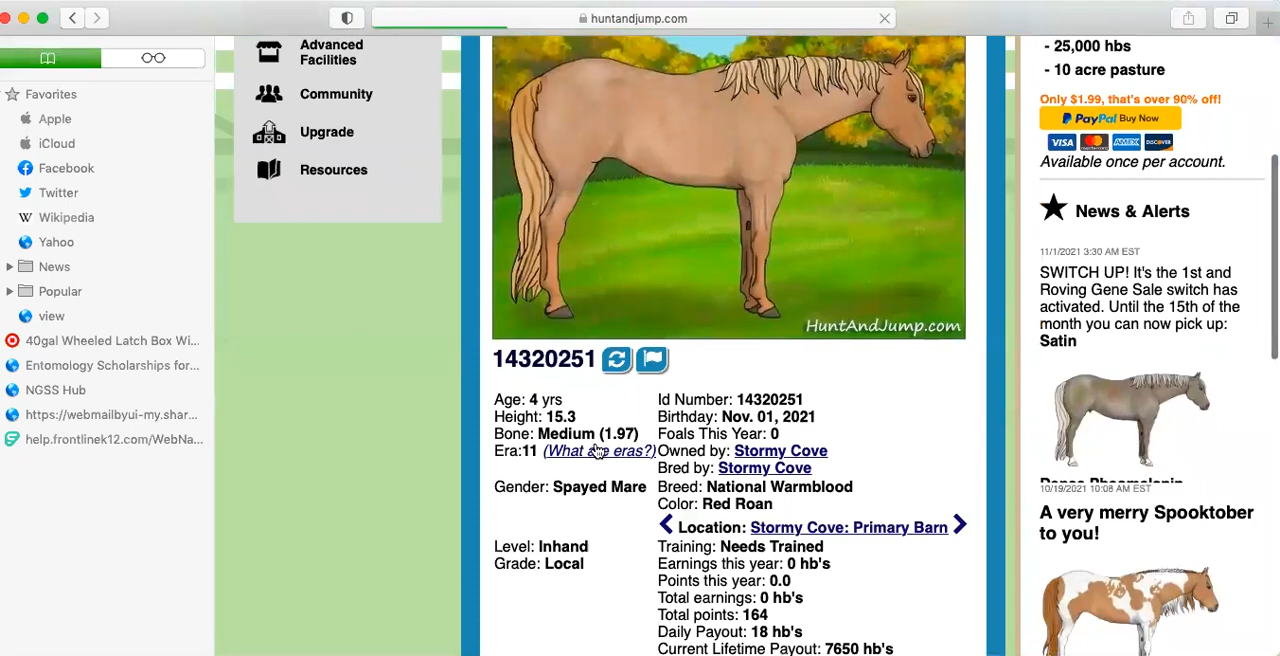 huntandjump.com
Favorites
Apple
iCloud
Facebook
Twitter
Wikipedia
Yahoo
News
Popular
view
40gal Wheeled Latch Box Wi...
Entomology Scholarships for...
NGSS Hub
https://webmailbyui-my.shar...
help.frontlinek12.com/WebNa...
Advanced
Facilities
Community
Upgrade
Resources
HuntAndJump.com
14320251
Age: 4 yrs
Height: 15.3
Bone: Medium (1.97)
Era:11 (What are eras?)
Gender: Spayed Mare
Level: Inhand
Grade: Local
Id Number: 14320251
Birthday: Nov. 01, 2021
Foals This Year: 0
Owned by: Stormy Cove
Bred by: Stormy Cove
Breed: National Warmblood
Color: Red Roan
Location: Stormy Cove: Primary Barn
Training: Needs Trained
Earnings this year: 0 hb's
Points this year: 0.0
Total earnings: 0 hb's
Total points: 164
Daily Payout: 18 hb's
Current Lifetime Payout: 7650 hb's
- 25,000 hbs
- 10 acre pasture
Only $1.99, that's over 90% off!
PayPal Buy Now
VISA mastercard AMEX DISCOVER
Available once per account.
News & Alerts
11/1/2021 3:30 AM EST
SWITCH UP! It's the 1st and
Roving Gene Sale switch has
activated. Until the 15th of the
month you can now pick up:
Satin
10/19/2021 10:08 AM EST
A very merry Spooktober
to you!